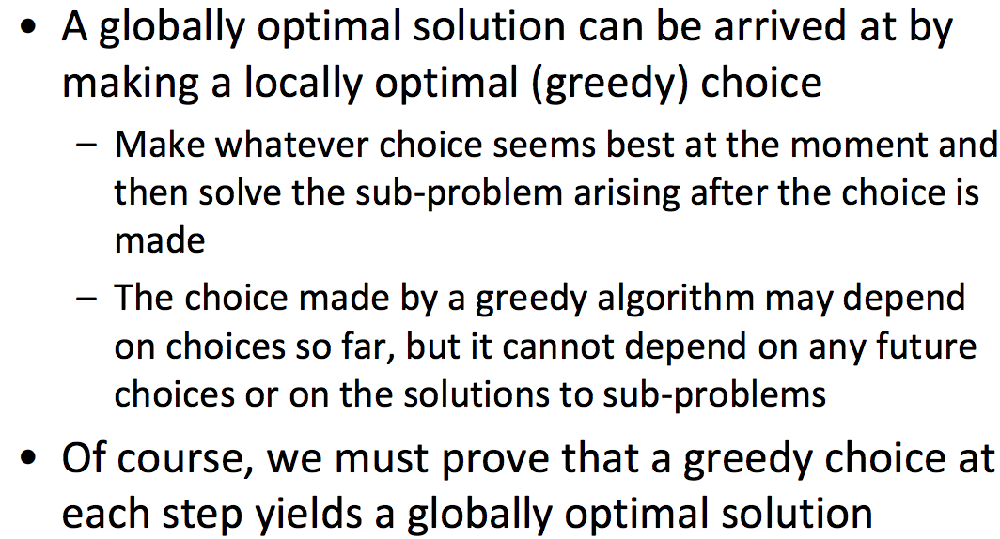 • A globally optimal solution can be arrived at by
making a locally optimal (greedy) choice
– Make whatever choice seems best at the moment and
then solve the sub-problem arising after the choice is
made
– The choice made by a greedy algorithm may depend
on choices so far, but it cannot depend on any future
choices or on the solutions to sub-problems
• Of course, we must prove that a greedy choice at
each step yields a globally optimal solution